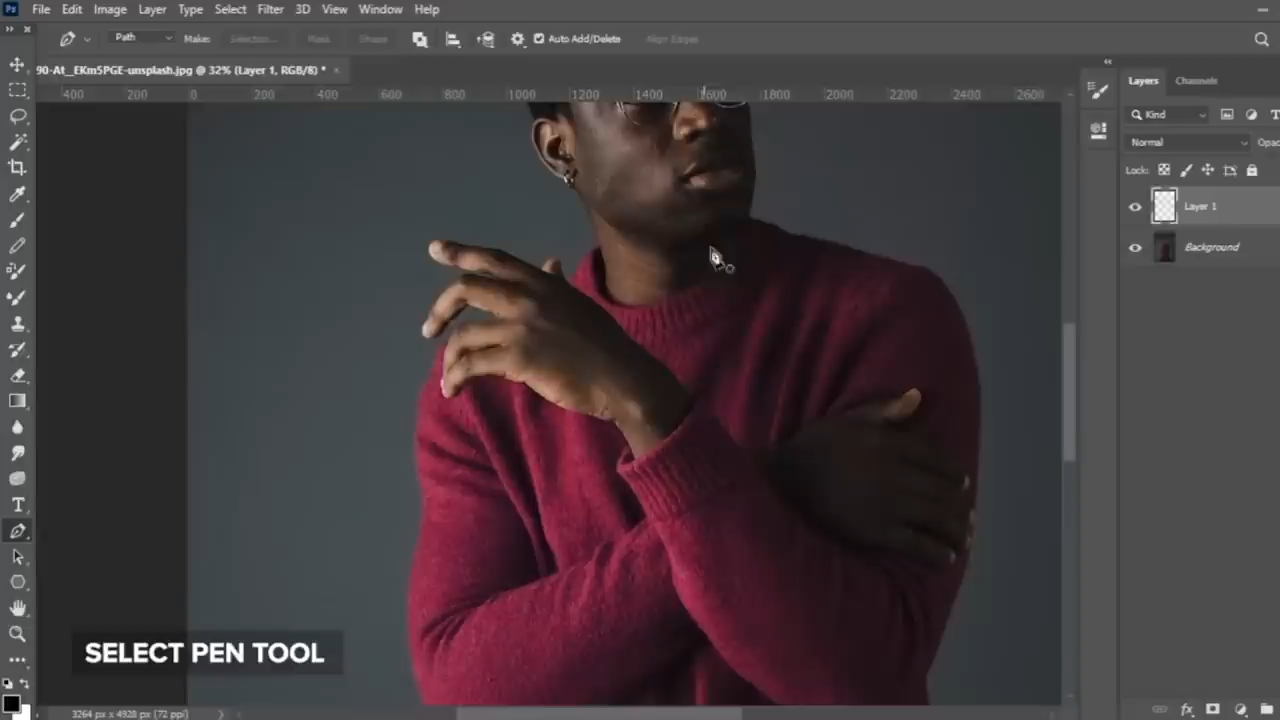 Ps File Edit Image Layer Type Select Filter 3D View Window Help
Path Make: Selection... Mask Shape Auto Add/Delete Align Edges
90-At__EKm5PGE-unsplash.jpg @ 32% (Layer 1, RGB/8) *
400 200 0 200 400 600 800 1000 1200 1400 1600 1800 2000 2200 2400 2600
Layers Channels
Kind
Normal Opac
Lock:
Layer 1
Background
T
SELECT PEN TOOL
3264 px x 4928 px (72 ppi)
fx